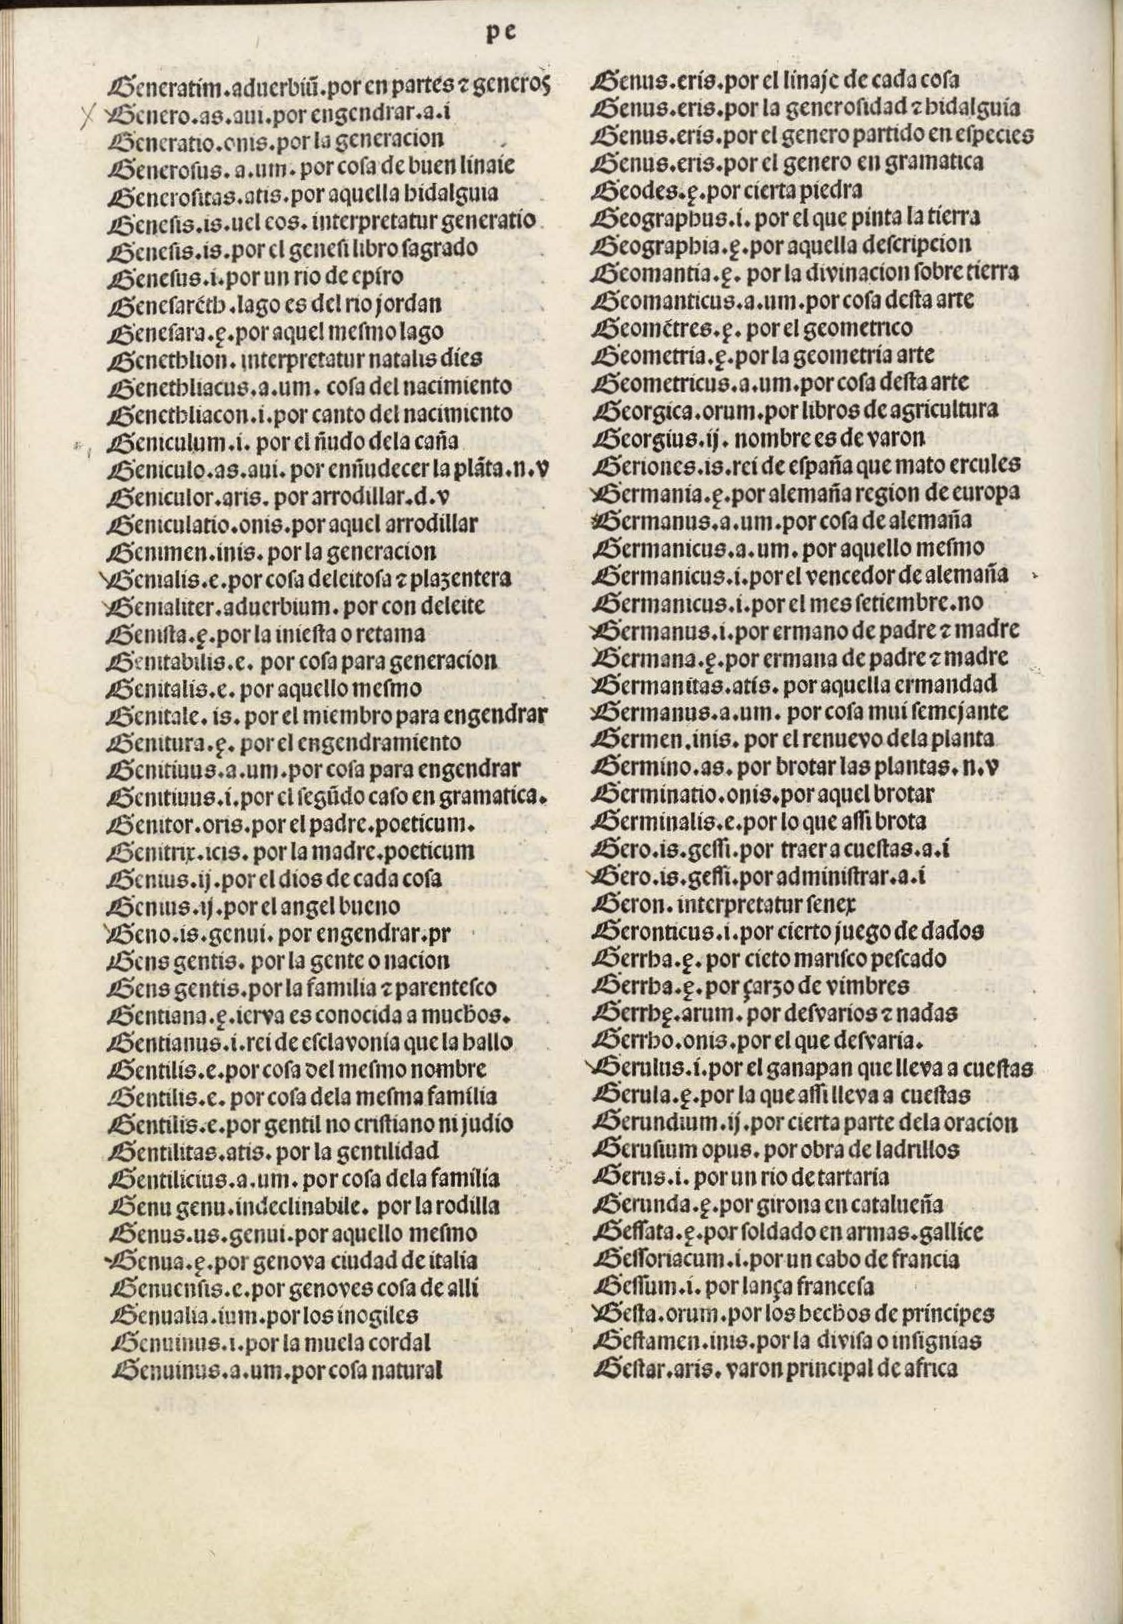 pe
Generatim.aduerbiũ.por en partes ⁊ generos
Genero.as.aui.por engendrar.a.i
Generatio.onis.por la generacion
Generosus.a.um.por cosa de buen linaie
Generositas.atis.por aquella hidalguia
Genesis.is.uel eos.interpretatur generatio
Genesis.is.por el genesi libro sagrado
Genesus.i.por un rio de epiro
Genesarẽth.lago es del rio jordan
Genesara.ę.por aquel mesmo lago
Genethlion.interpretatur natalis dies
Genethliacus.a.um. cosa del nacimiento
Genethliacon.i.por canto del nacimiento
Geniculum.i. por el ñudo dela caña
Geniculo.as.aui. por enñudecer la plãta.n.v
Geniculor.aris. por arrodillar.d.v
Geniculatio.onis.por aquel arrodillar
Genimen.inis. por la generacion
Genialis.e.por cosa deleitosa ⁊ plazentera
Genialiter.aduerbium. por con deleite
Genista.ę.por la iniesta o retama
Genitabilis.e. por cosa para generacion
Genitalis.e. por aquello mesmo
Genitale. is. por el miembro para engendrar
Genitura.ę. por el engendramiento
Genitiuus.a.um.por cosa para engendrar
Genitiuus.i.por el segũdo caso en gramatica.
Genitor.oris.por el padre.poeticum.
Genitrix.icis. por la madre.poeticum
Genius.ij.por el dios de cada cosa
Genius.ij.por el angel bueno
Geno.is.genui. por engendrar.pr
Gens gentis. por la gente o nacion
Gens gentis.por la familia ⁊ parentesco
Gentiana.ę.ierva es conocida a muchos.
Gentianus.i.rei de esclavonia que la hallo
Gentilis.e.por cosa del mesmo nombre
Gentilis.e. por cosa dela mesma familia
Gentilis.e.por gentil no cristiano ni judio
Gentilitas.atis. por la gentilidad
Gentilicius.a.um. por cosa dela familia
Genu genu.indeclinabile. por la rodilla
Genus.us.genui.por aquello mesmo
Genua.ę.por genova ciudad de italia
Genuensis.e.por genoves cosa de alli
Genualia.ium.por los inogiles
Genuinus.i.por la muela cordal
Genuinus.a.um.por cosa natural
Genus.eris.por el linaje de cada cosa
Genus.eris.por la generosidad ⁊ hidalguia
Genus.eris.por el genero partido en especies
Genus.eris.por el genero en gramatica
Geodes.ę.por cierta piedra
Geographus.i. por el que pinta la tierra
Geographia.ę.por aquella descripcion
Geomantia.ę. por la divinacion sobre tierra
Geomanticus.a.um.por cosa desta arte
Geomẽtres.ę. por el geometrico
Geometria.ę.por la geometria arte
Geometricus.a.um.por cosa desta arte
Georgica.orum.por libros de agricultura
Georgius.ij. nombre es de varon
Geriones.is.rei de españa que mato ercules
Germania.ę.por alemaña region de europa
Germanus.a.um.por cosa de alemaña
Germanicus.a.um. por aquello mesmo
Germanicus.i.por el vencedor de alemaña
Germanicus.i.por el mes setiembre.no
Germanus.i.por ermano de padre ⁊ madre
Germana.ę.por ermana de padre ⁊ madre
Germanitas.atis. por aquella ermandad
Germanus.a.um. por cosa mui semejante
Germen.inis. por el renuevo dela planta
Germino.as. por brotar las plantas.n.v
Germinatio.onis.por aquel brotar
Germinalis.e.por lo que assi brota
Gero.is.gessi.por traer a cuestas.a.i
Gero.is.gessi.por administrar.a.i
Geron. interpretatur senex
Geronticus.i.por cierto juego de dados
Gerrha.ę. por cieto marisco pescado
Gerrha.ę.por çarzo de vimbres
Gerrhę.arum.por desvarios ⁊ nadas
Gerrho.onis.por el que desvaria.
Gerulus.i.por el ganapan que lleva a cuestas
Gerula.ę.por la que assi lleva a cuestas
Gerundium.ij.por cierta parte dela oracion
Gerusium opus. por obra de ladrillos
Gerus.i. por un rio de tartaria
Gerunda.ę.por girona en catalueña
Gessata.ę.por soldado en armas.gallice
Gessoriacum.i.por un cabo de francia
Gessum.i. por lança francesa
Gesta.orum.por los hechos de principes
Gestamen.inis.por la divisa o insignias
Gestar.aris. varon principal de africa